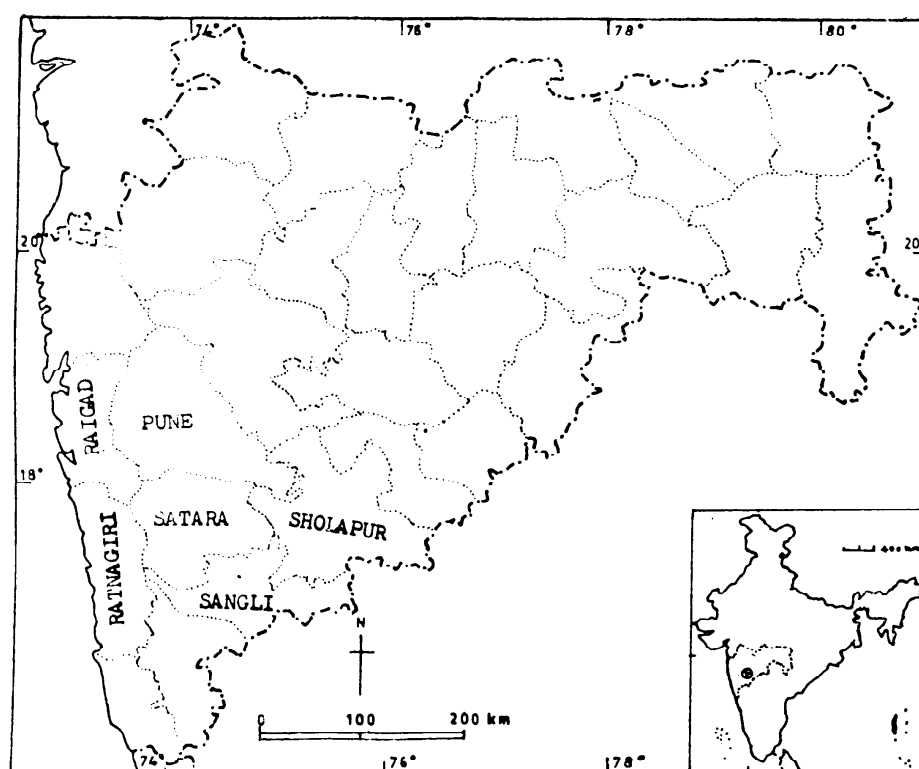 74°
76°
78°
80°
20°
20
RAIGAD
PUNE
18°
RATNAGIRI
SATARA
SHOLAPUR
SANGLI
N
0 100 200 km
74°
76°
78°